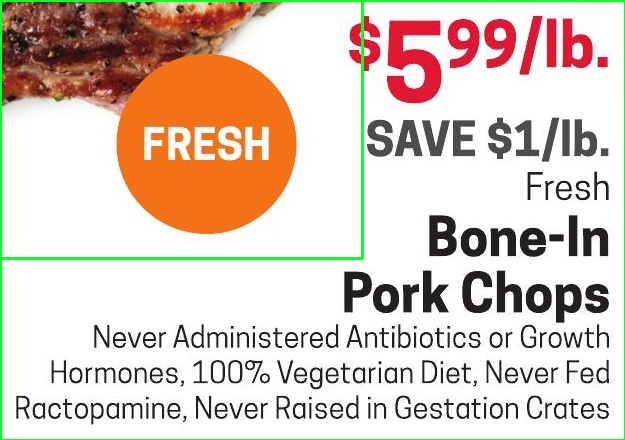 $5.99/lb.
SAVE $1/lb.
FRESH
Fresh
Bone-In
Pork Chops
Never Administered Antibiotics or Growth
Hormones, 100% Vegetarian Diet, Never Fed
Ractopamine, Never Raised in Gestation Crates